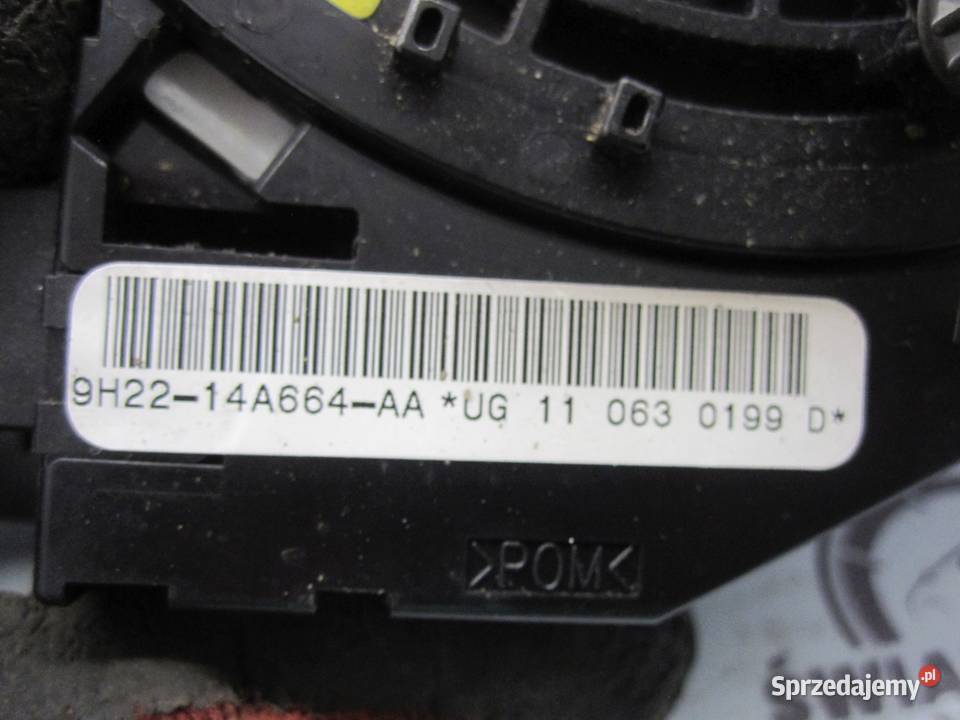 9H22-14A664-AA *UG 11 063 0199 D*
>POM<
Sprzedajemy.pl